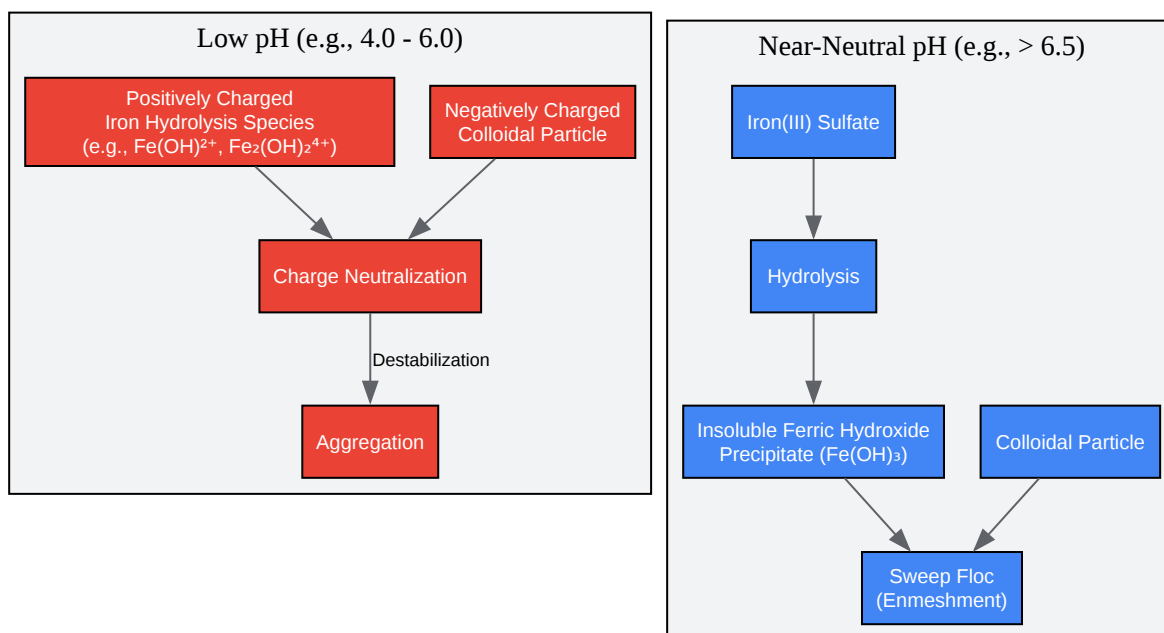 Low pH (e.g., 4.0 - 6.0)
Positively Charged
Iron Hydrolysis Species
(e.g., Fe(OH)²⁺, Fe₂(OH)₂⁴⁺)
Negatively Charged
Colloidal Particle
Charge Neutralization
Destabilization
Aggregation
Near-Neutral pH (e.g., > 6.5)
Iron(III) Sulfate
Hydrolysis
Insoluble Ferric Hydroxide
Precipitate (Fe(OH)₃)
Colloidal Particle
Sweep Floc
(Enmeshment)